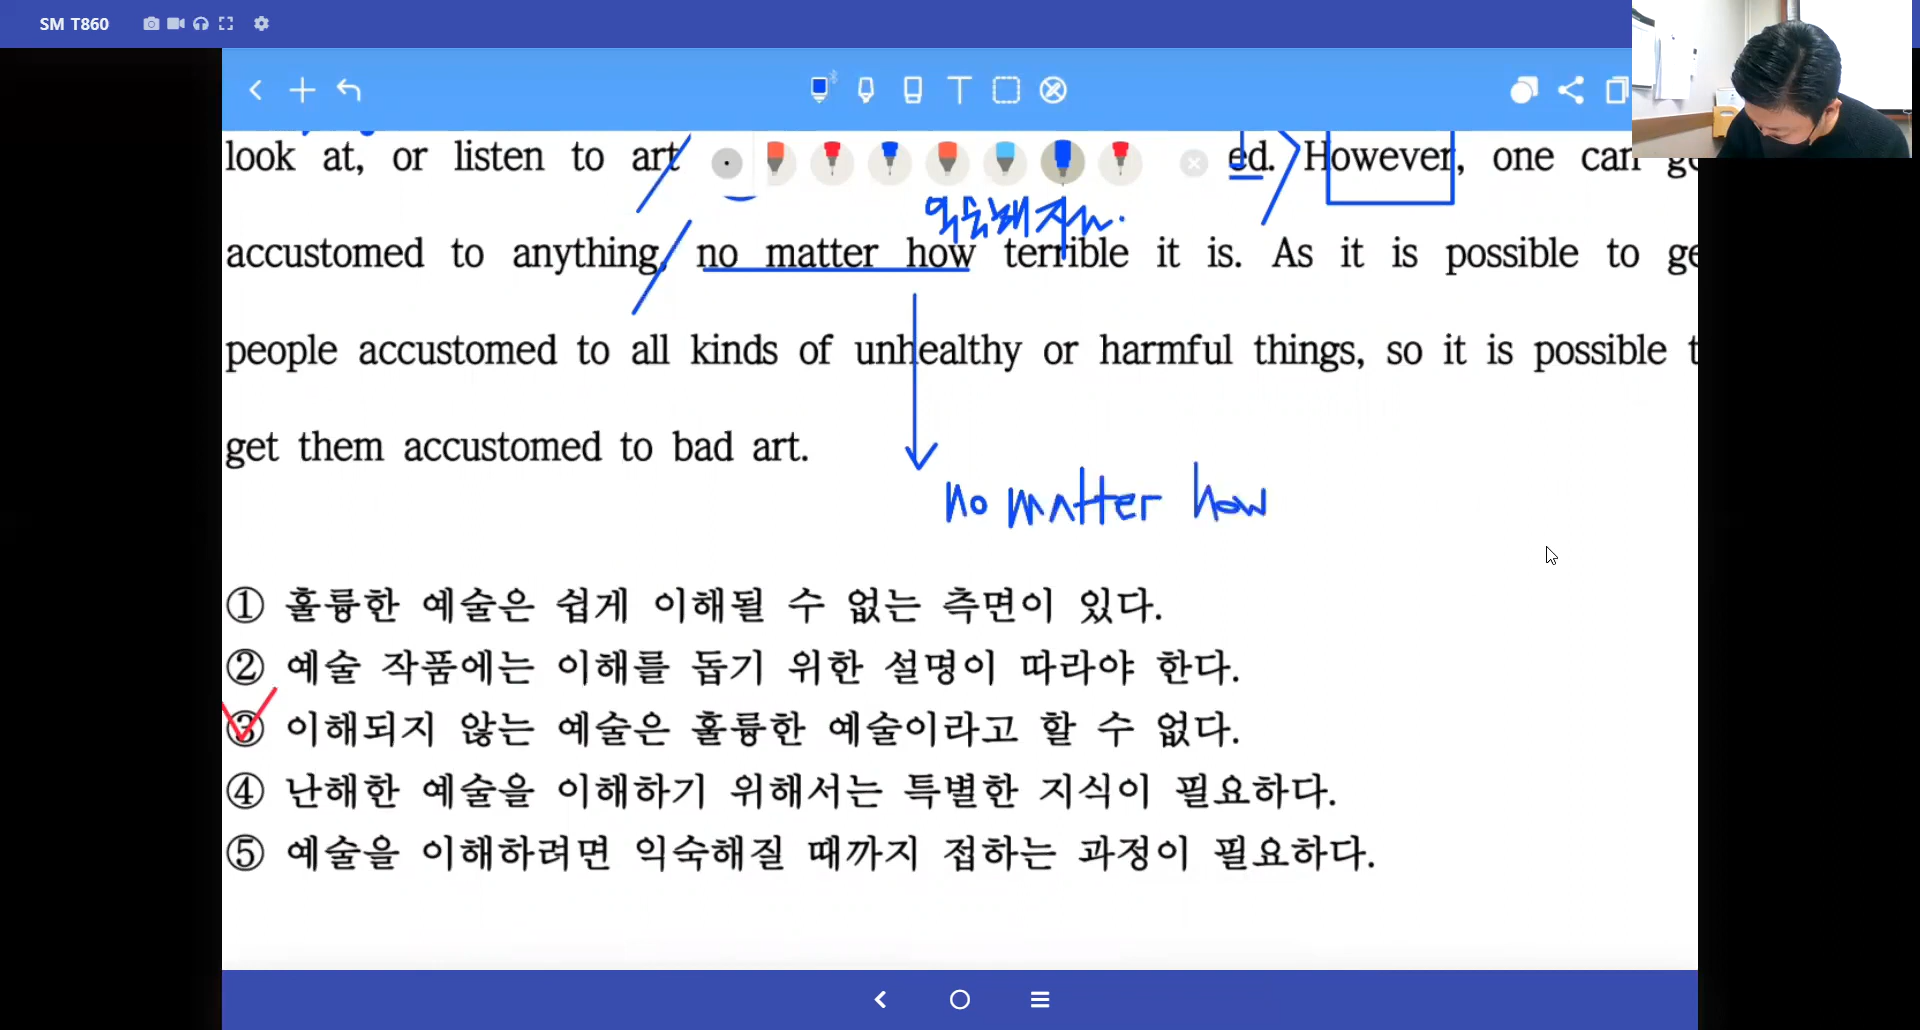 SM T860
look at, or listen to art ed. However, one can
accustomed to anything, no matter how terrible it is. As it is possible to ge
익숙해지는
people accustomed to all kinds of unhealthy or harmful things, so it is possible t
get them accustomed to bad art.
no matter how
① 훌륭한 예술은 쉽게 이해될 수 없는 측면이 있다.
② 예술 작품에는 이해를 돕기 위한 설명이 따라야 한다.
③ 이해되지 않는 예술은 훌륭한 예술이라고 할 수 없다.
④ 난해한 예술을 이해하기 위해서는 특별한 지식이 필요하다.
⑤ 예술을 이해하려면 익숙해질 때까지 접하는 과정이 필요하다.